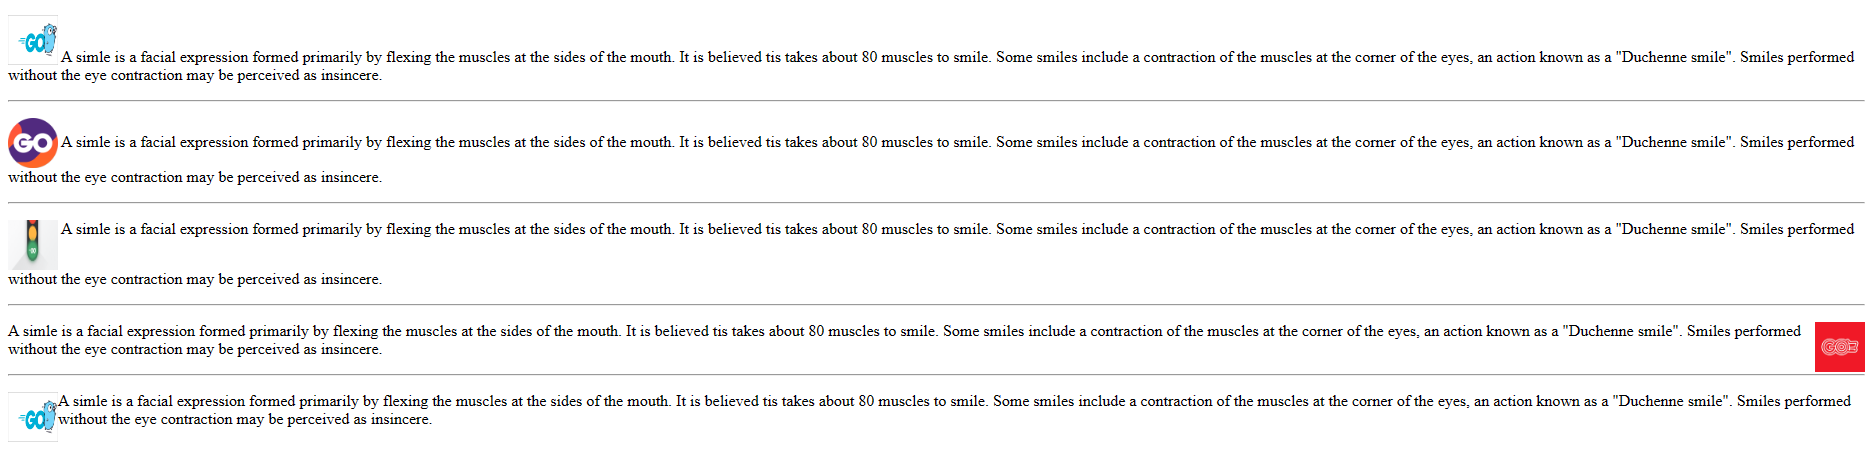 GO
A simle is a facial expression formed primarily by flexing the muscles at the sides of the mouth. It is believed tis takes about 80 muscles to smile. Some smiles include a contraction of the muscles at the corner of the eyes, an action known as a "Duchenne smile". Smiles performed
without the eye contraction may be perceived as insincere.
GO
A simle is a facial expression formed primarily by flexing the muscles at the sides of the mouth. It is believed tis takes about 80 muscles to smile. Some smiles include a contraction of the muscles at the corner of the eyes, an action known as a "Duchenne smile". Smiles performed
without the eye contraction may be perceived as insincere.
A simle is a facial expression formed primarily by flexing the muscles at the sides of the mouth. It is believed tis takes about 80 muscles to smile. Some smiles include a contraction of the muscles at the corner of the eyes, an action known as a "Duchenne smile". Smiles performed
without the eye contraction may be perceived as insincere.
A simle is a facial expression formed primarily by flexing the muscles at the sides of the mouth. It is believed tis takes about 80 muscles to smile. Some smiles include a contraction of the muscles at the corner of the eyes, an action known as a "Duchenne smile". Smiles performed
without the eye contraction may be perceived as insincere.
GO
A simle is a facial expression formed primarily by flexing the muscles at the sides of the mouth. It is believed tis takes about 80 muscles to smile. Some smiles include a contraction of the muscles at the corner of the eyes, an action known as a "Duchenne smile". Smiles performed
without the eye contraction may be perceived as insincere.